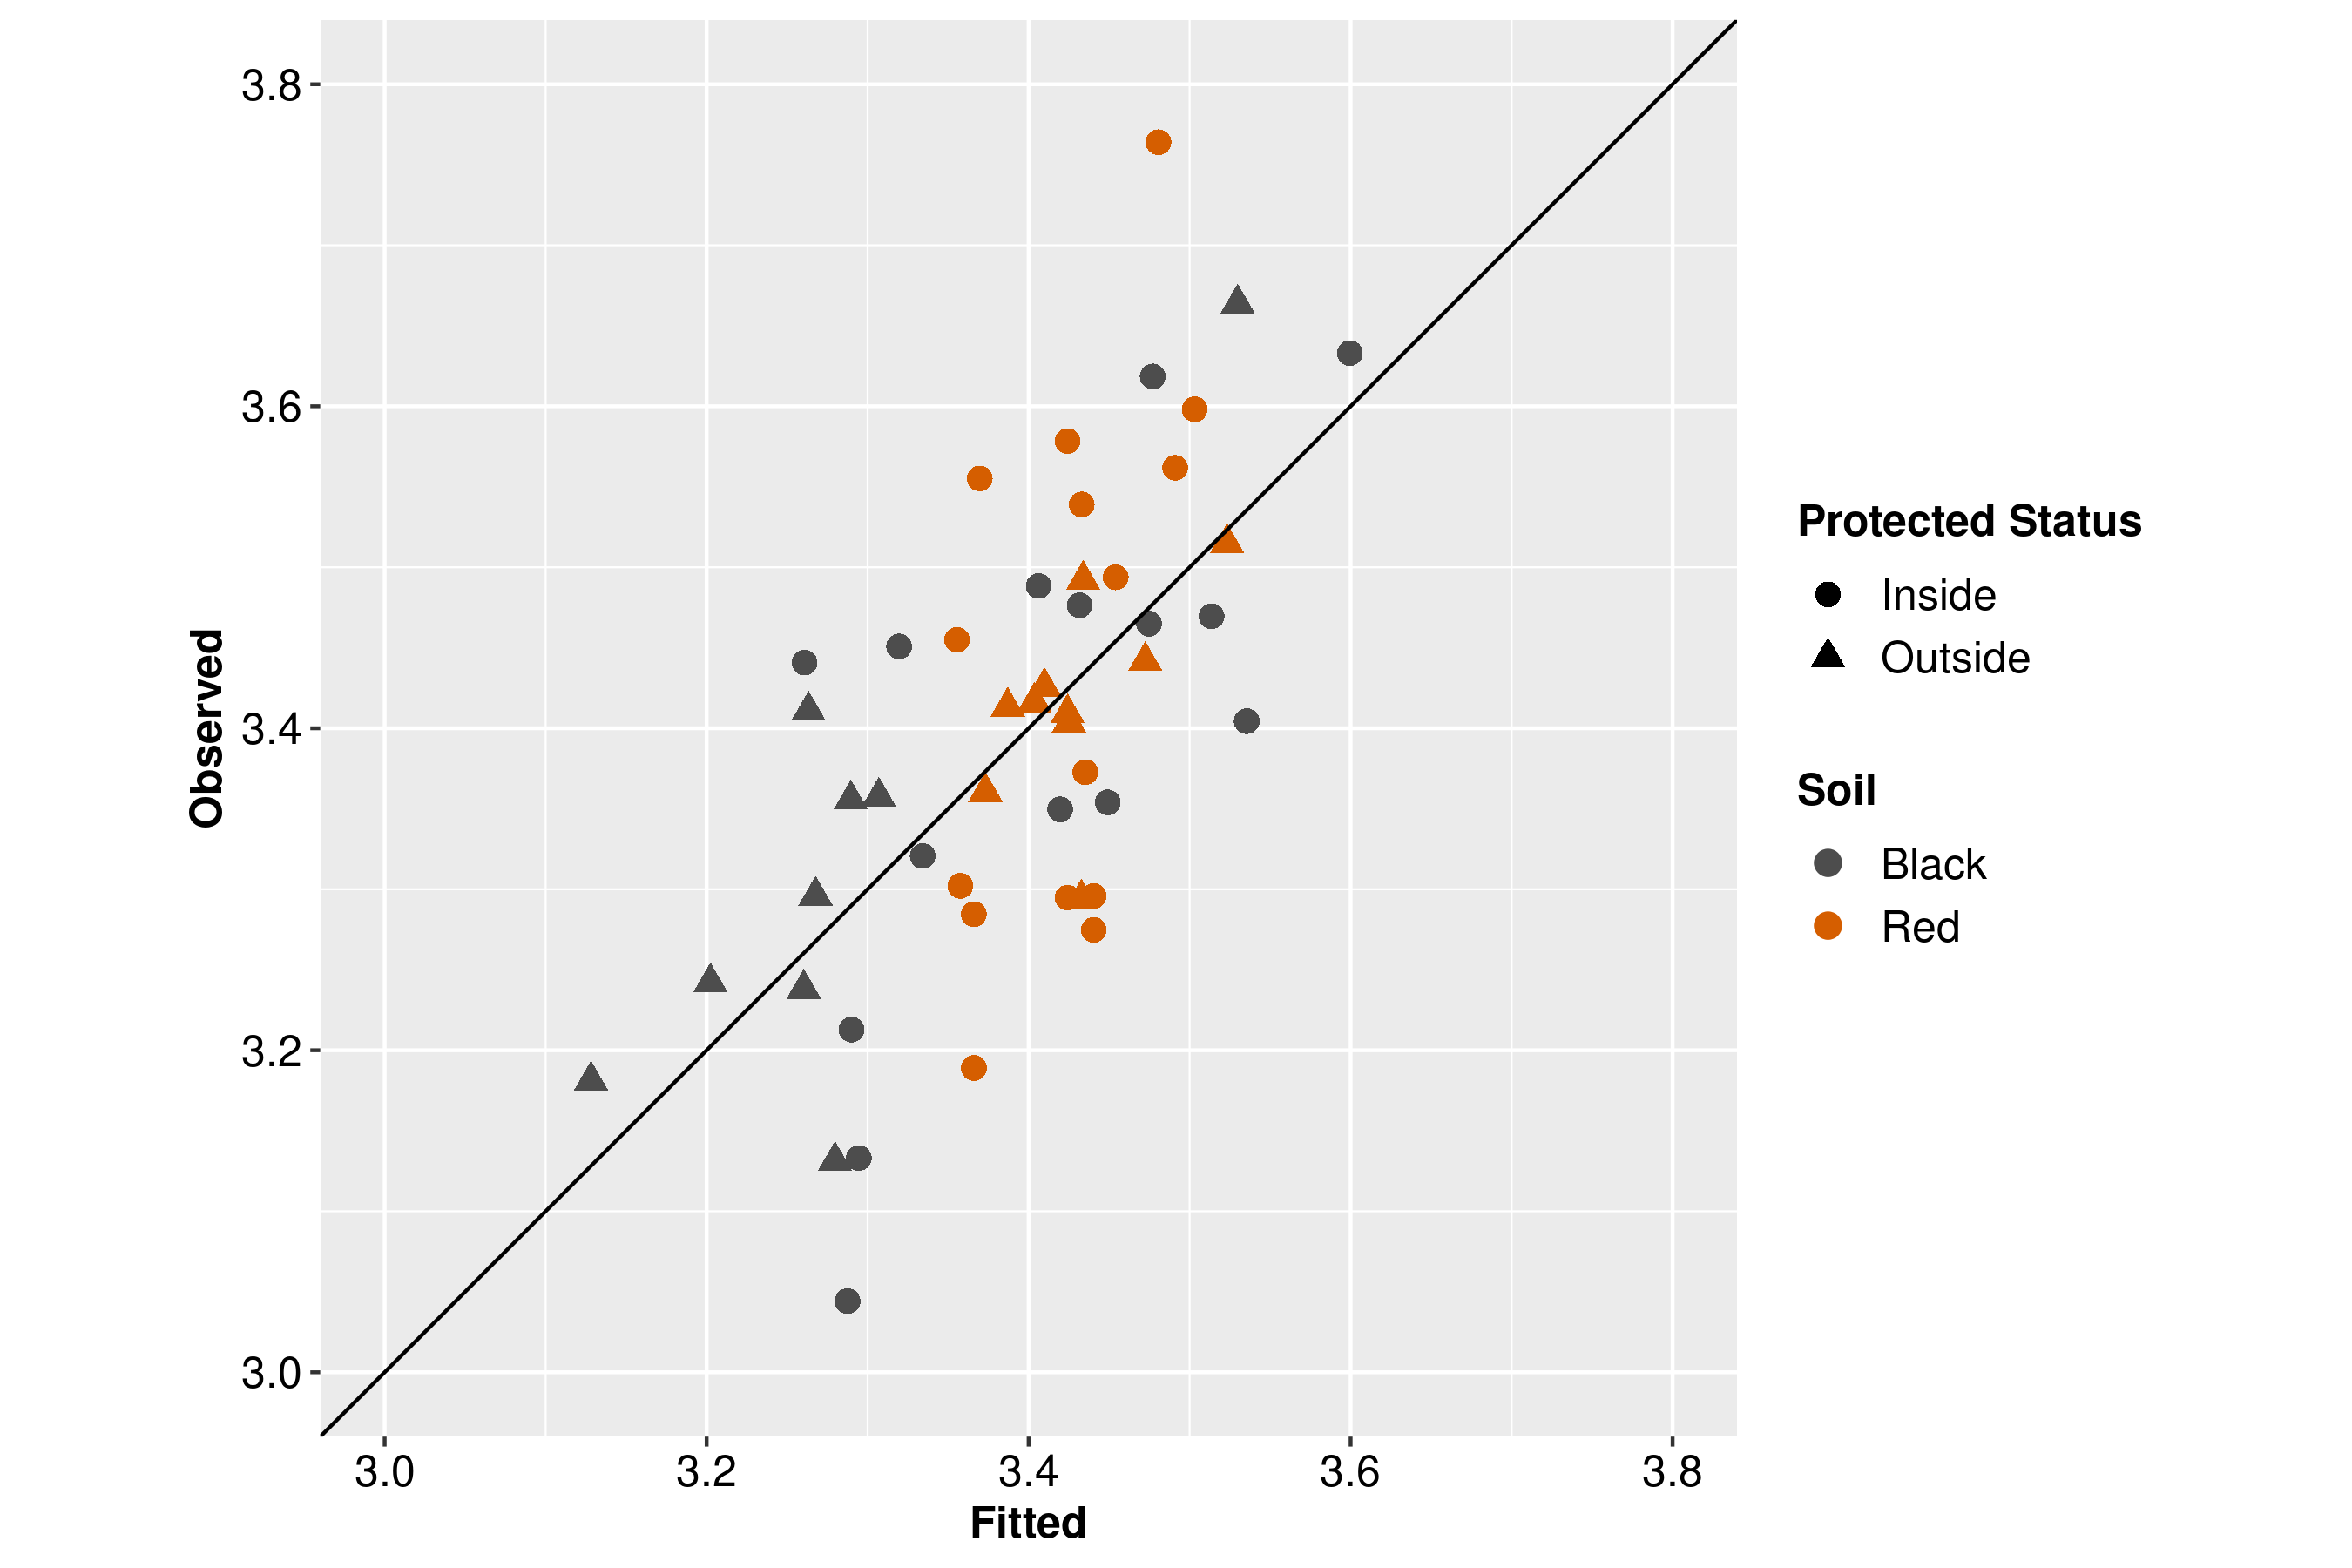 3.8
3.6
3.4
3.2
3.0
Observed
3.0 3.2 3.4 3.6 3.8
Fitted
Protected Status
Inside
Outside
Soil
Black
Red